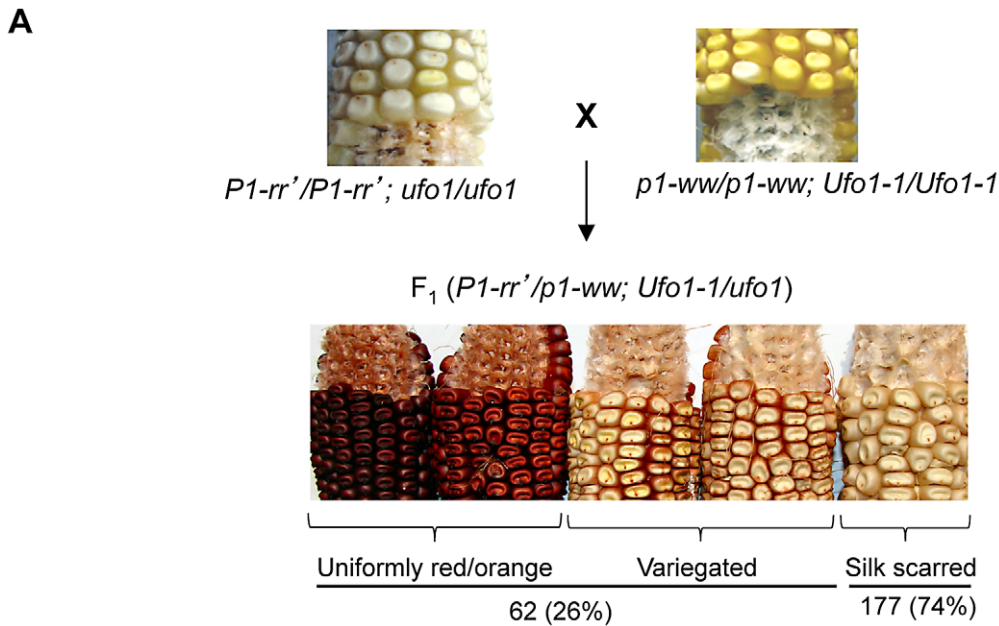 A
X
P1-rr’/P1-rr’; ufo1/ufo1
p1-ww/p1-ww; Ufo1-1/Ufo1-1
F1 (P1-rr’/p1-ww; Ufo1-1/ufo1)
Uniformly red/orange
Variegated
Silk scarred
62 (26%)
177 (74%)